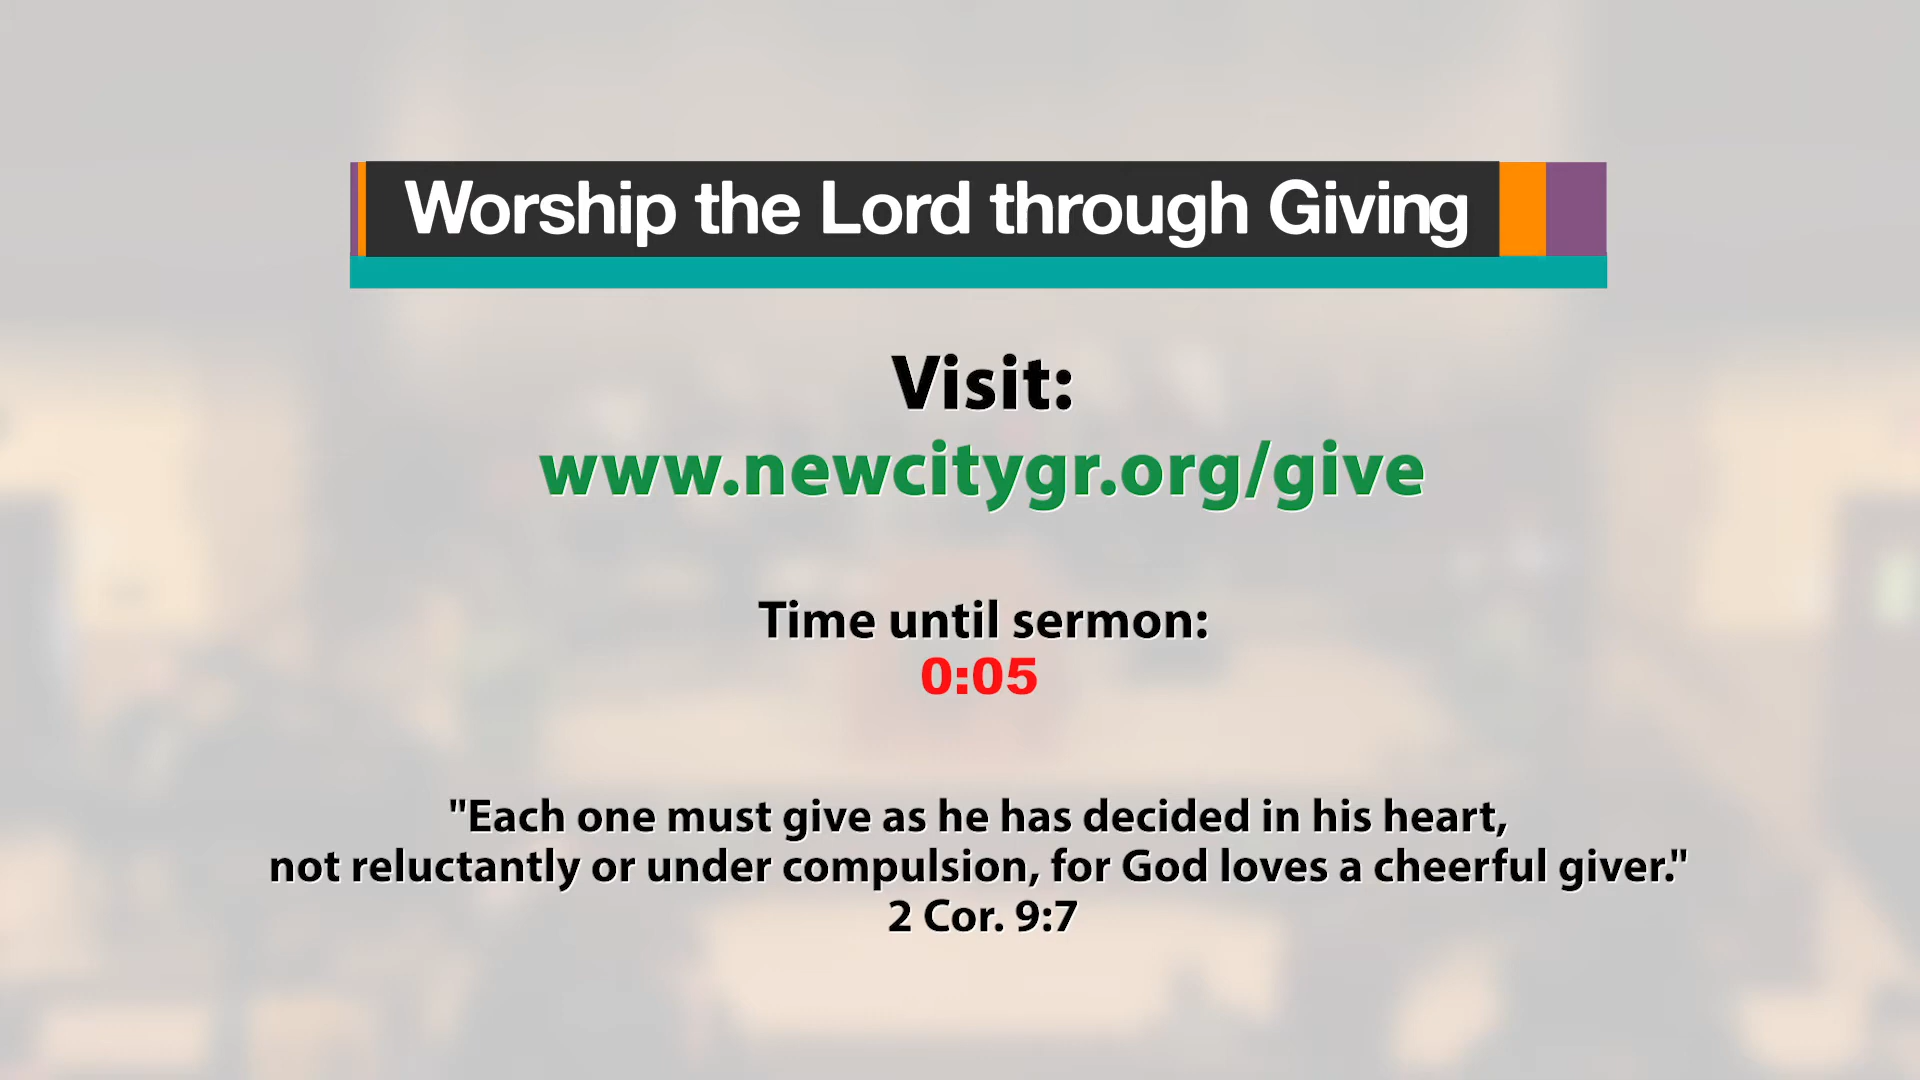 Worship the Lord through Giving
Visit:
www.newcitygr.org/give
Time until sermon:
0:05
"Each one must give as he has decided in his heart,
not reluctantly or under compulsion, for God loves a cheerful giver."
2 Cor. 9:7